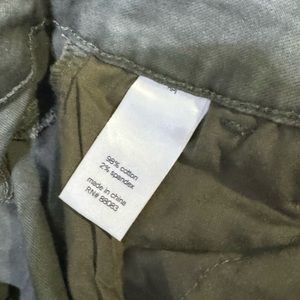 98% cotton
2% spandex
made in china
RN# 88083